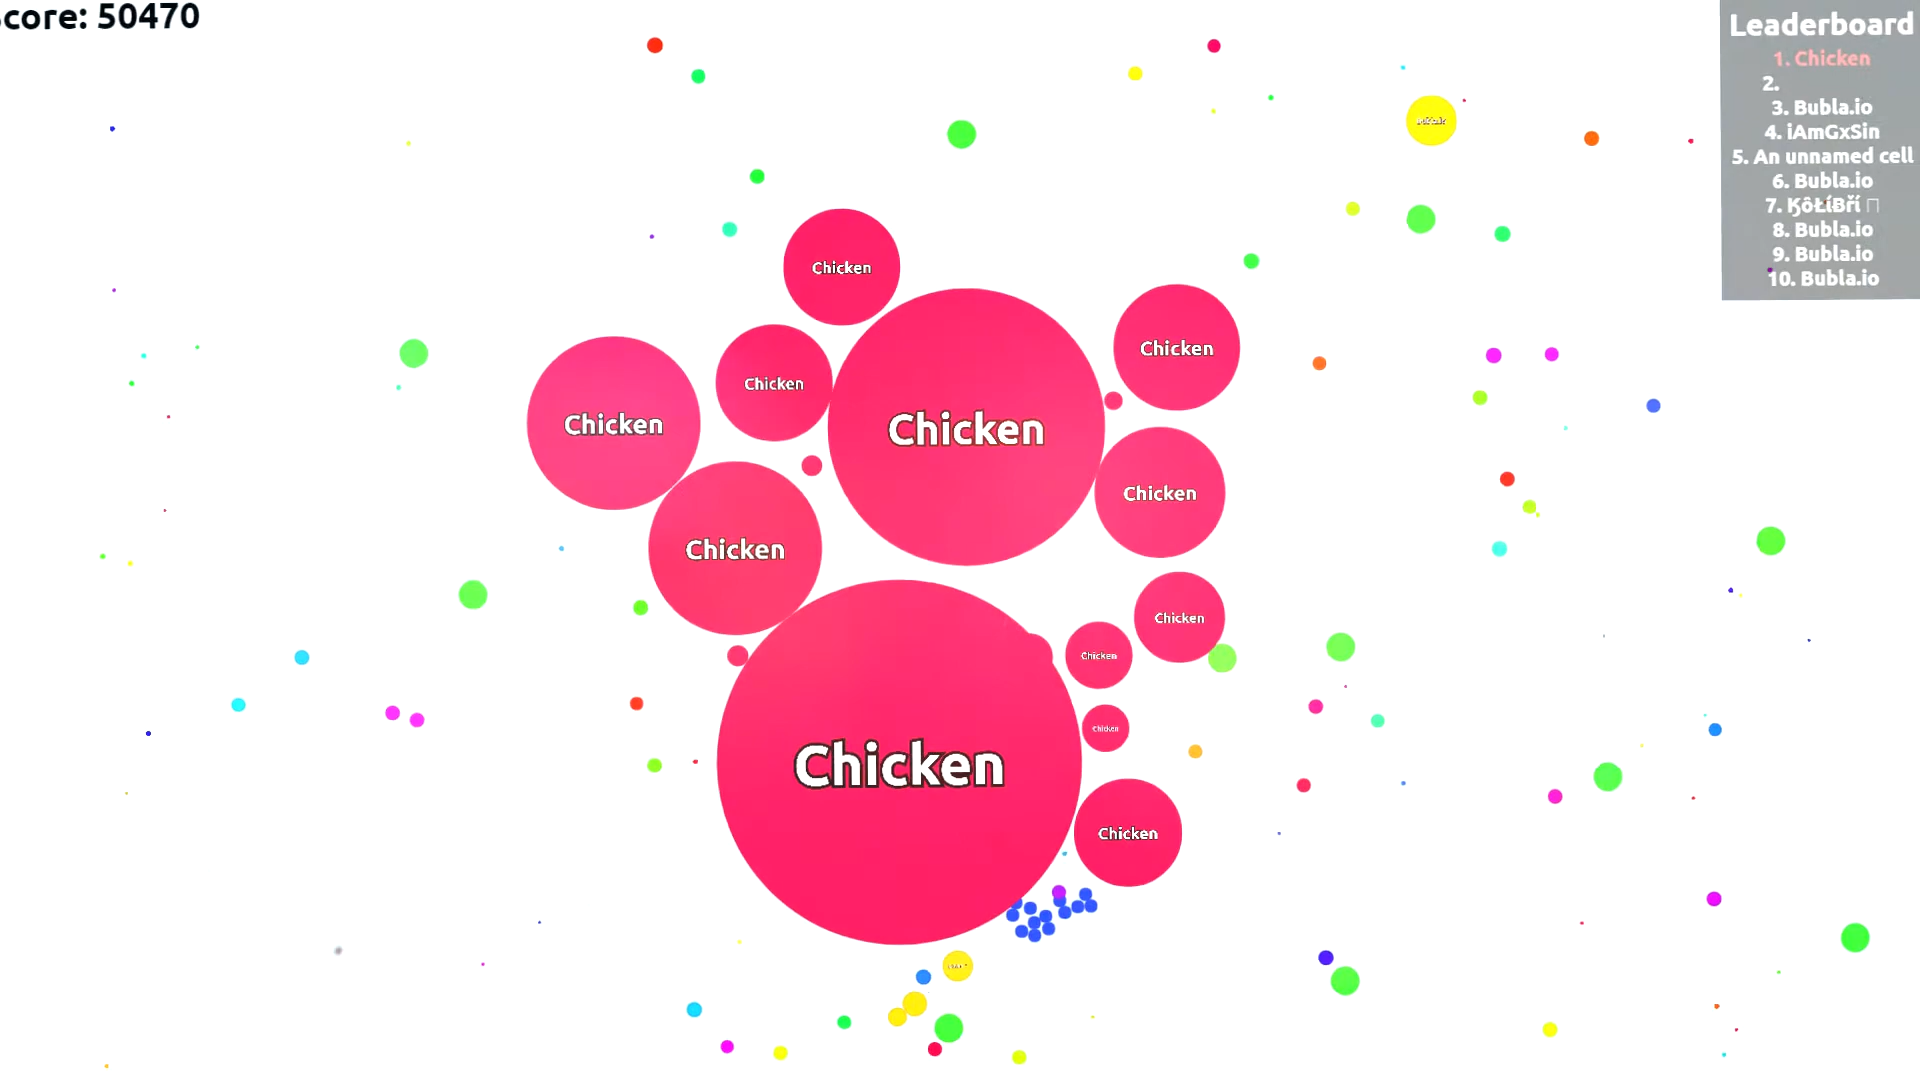 core: 50470
Leaderboard
1. Chicken
2.
3. Bubla.io
4. iAmGxSin
5. An unnamed cell
6. Bubla.io
7. ҔôŁíBří
8. Bubla.io
9. Bubla.io
10. Bubla.io
Chicken
Chicken
Chicken
Chicken
Chicken
Chicken
Chicken
Chicken
Chicken
Chicken
Chicken
Chicken
Chicken